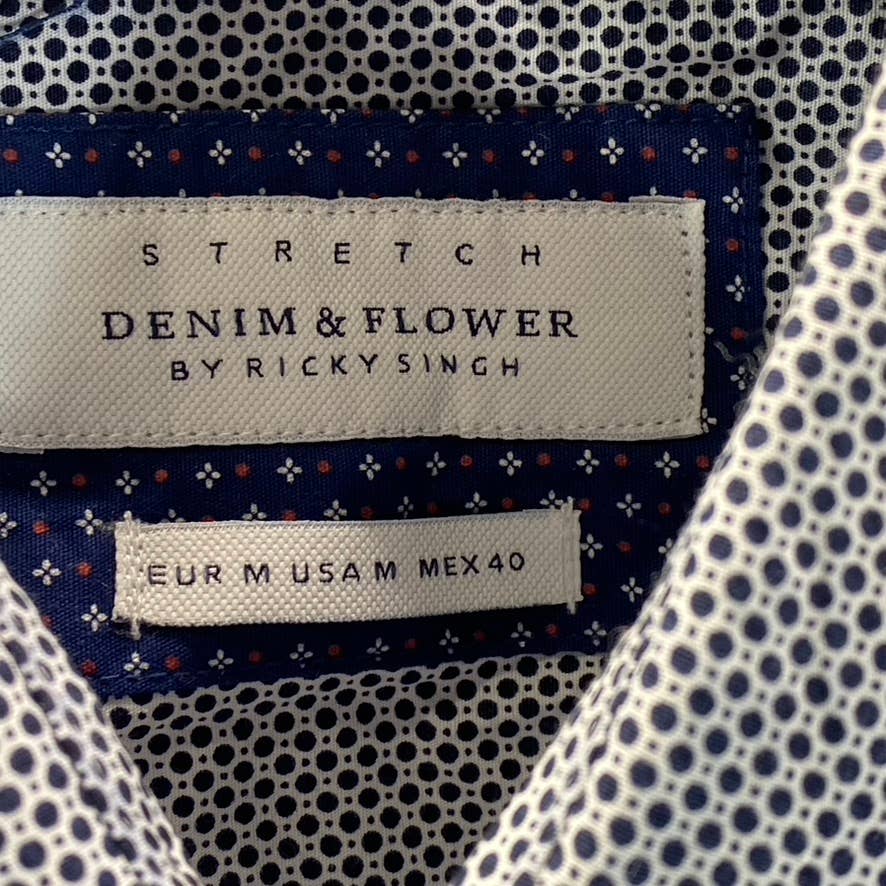 STRETCH
DENIM & FLOWER
BY RICKY SINGH
EUR M USA M MEX 40